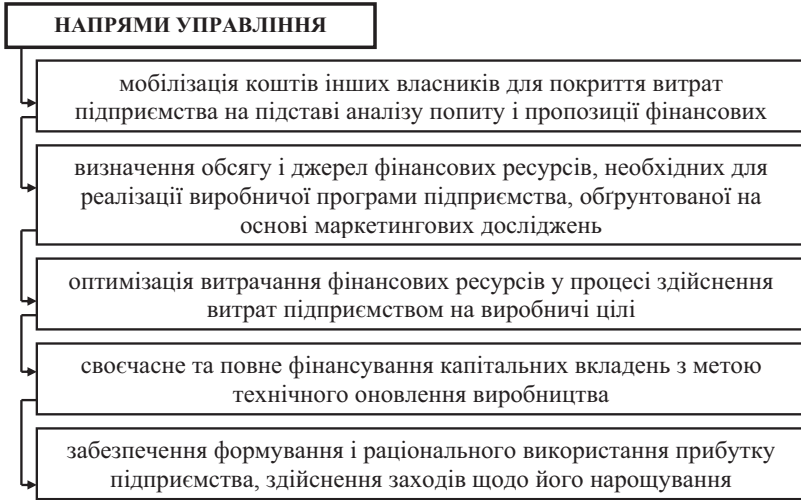 НАПРЯМИ УПРАВЛІННЯ
мобілізація коштів інших власників для покриття витрат
підприємства на підставі аналізу попиту і пропозиції фінансових
визначення обсягу і джерел фінансових ресурсів, необхідних для
реалізації виробничої програми підприємства, обґрунтованої на
основі маркетингових досліджень
оптимізація витрачання фінансових ресурсів у процесі здійснення
витрат підприємством на виробничі цілі
своєчасне та повне фінансування капітальних вкладень з метою
технічного оновлення виробництва
забезпечення формування і раціонального використання прибутку
підприємства, здійснення заходів щодо його нарощування